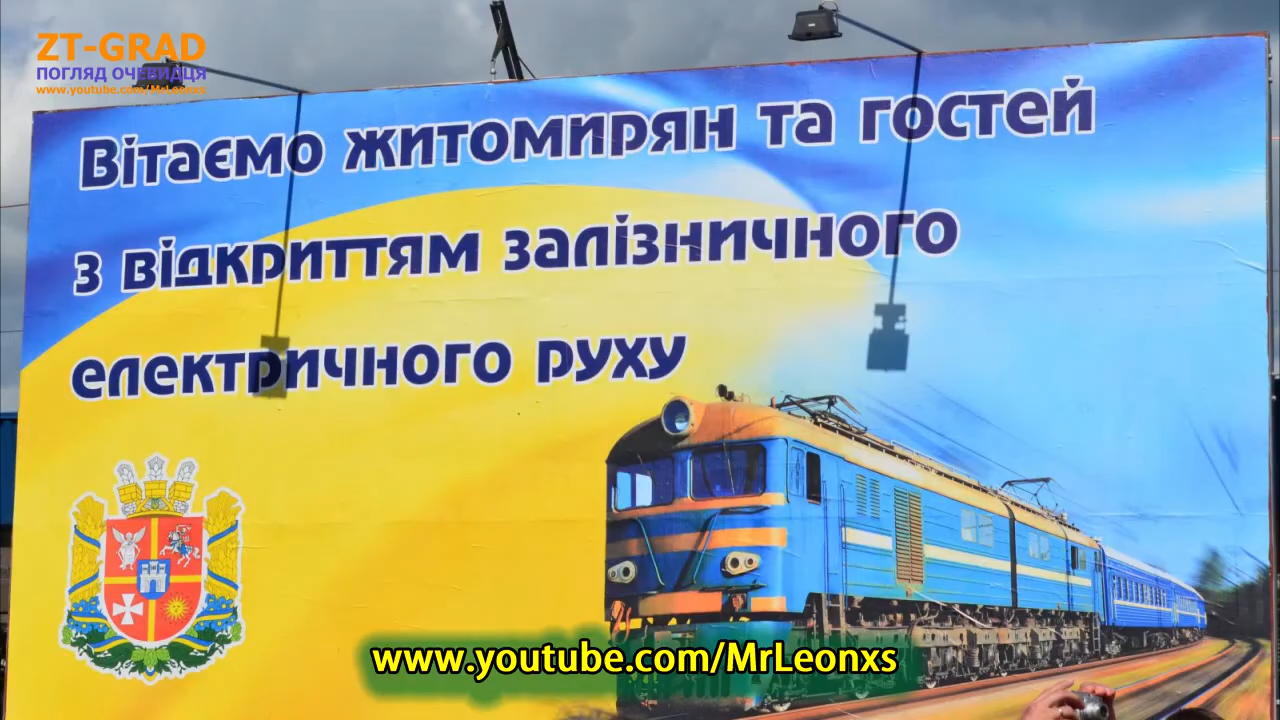 ZT-GRAD
ПОГЛЯД ОЧЕВИДЦЯ
www.youtube.com/MrLeonxs
Вітаємо житомирян та гостей
з відкриттям залізничного
електричного руху
www.youtube.com/MrLeonxs